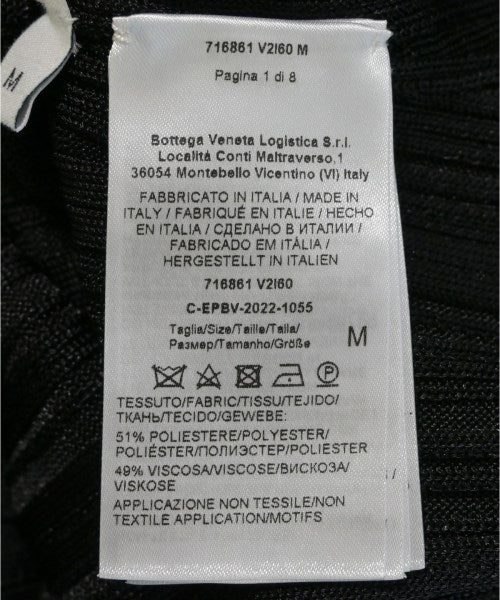 716861 V2I60 M
Pagina 1 di 8
Bottega Veneta Logistica S.r.l.
Località Conti Maltraverso,1
36054 Montebello Vicentino (VI) Italy
FABBRICATO IN ITALIA / MADE IN
ITALY / FABRIQUÉ EN ITALIE / HECHO
EN ITALIA / СДЕЛАНО В ИТАЛИИ /
FABRICADO EM ITÀLIA /
HERGESTELLT IN ITALIEN
716861 V2I60
C-EPBV-2022-1055
Taglia/Size/Taille/Talla/
Размер/Tamanho/Größe M
P
TESSUTO/FABRIC/TISSU/TEJIDO/
ТКАНЬ/TECIDO/GEWEBE:
51% POLIESTERE/POLYESTER/
POLIÉSTER/ПОЛИЭСТЕР/POLIESTER
49% VISCOSA/VISCOSE/ВИСКОЗА/
VISKOSE
APPLICAZIONE NON TESSILE/NON
TEXTILE APPLICATION/MOTIFS
M